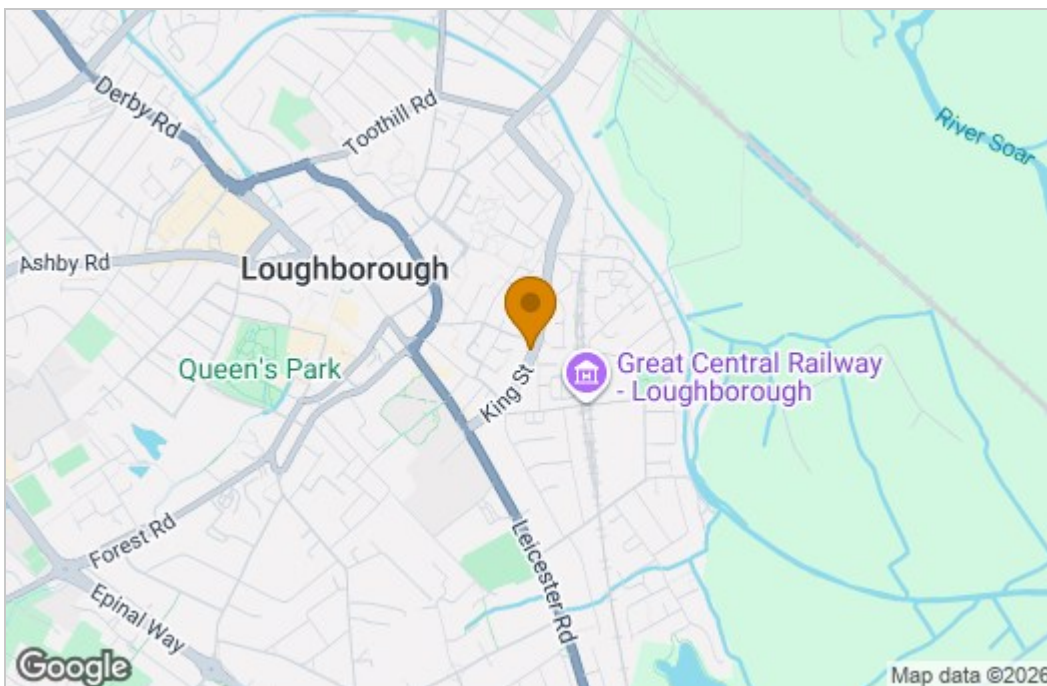 Derby Rd
Toothill Rd
River Soar
Ashby Rd
Loughborough
Queen's Park
King St
Great Central Railway
- Loughborough
Forest Rd
Leicester Rd
Epinal Way
Google
Map data ©2026